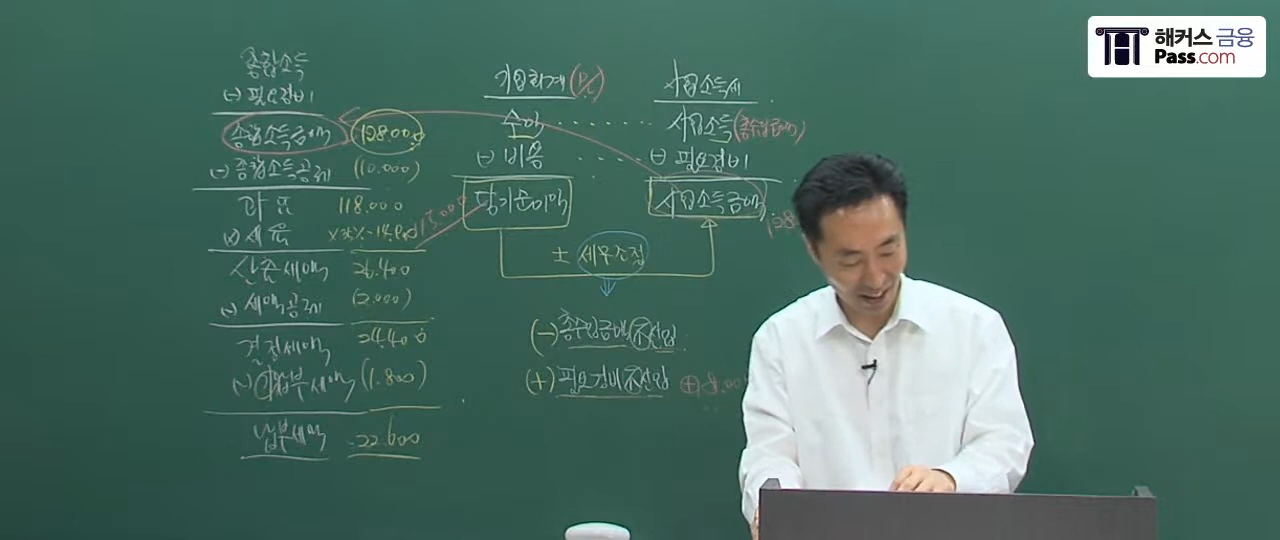 해커스 금융
Pass.com
종합소득
(-) 필요경비
종합소득금액 128.000
(-) 종합소득공제 (10.000)
과표 118.000
(x) 세율
산출세액 26.400
(-) 세액공제 (2.000)
결정세액 24.400
(-) 기납부세액 (1.800)
납부세액 22.600
기업회계
수익
(-) 비용
당기순이익
사업소득세
사업소득 (총수입금액)
(-) 필요경비
사업소득금액
± 세무조정
(-) 총수입금액不산입
(+) 필요경비不산입